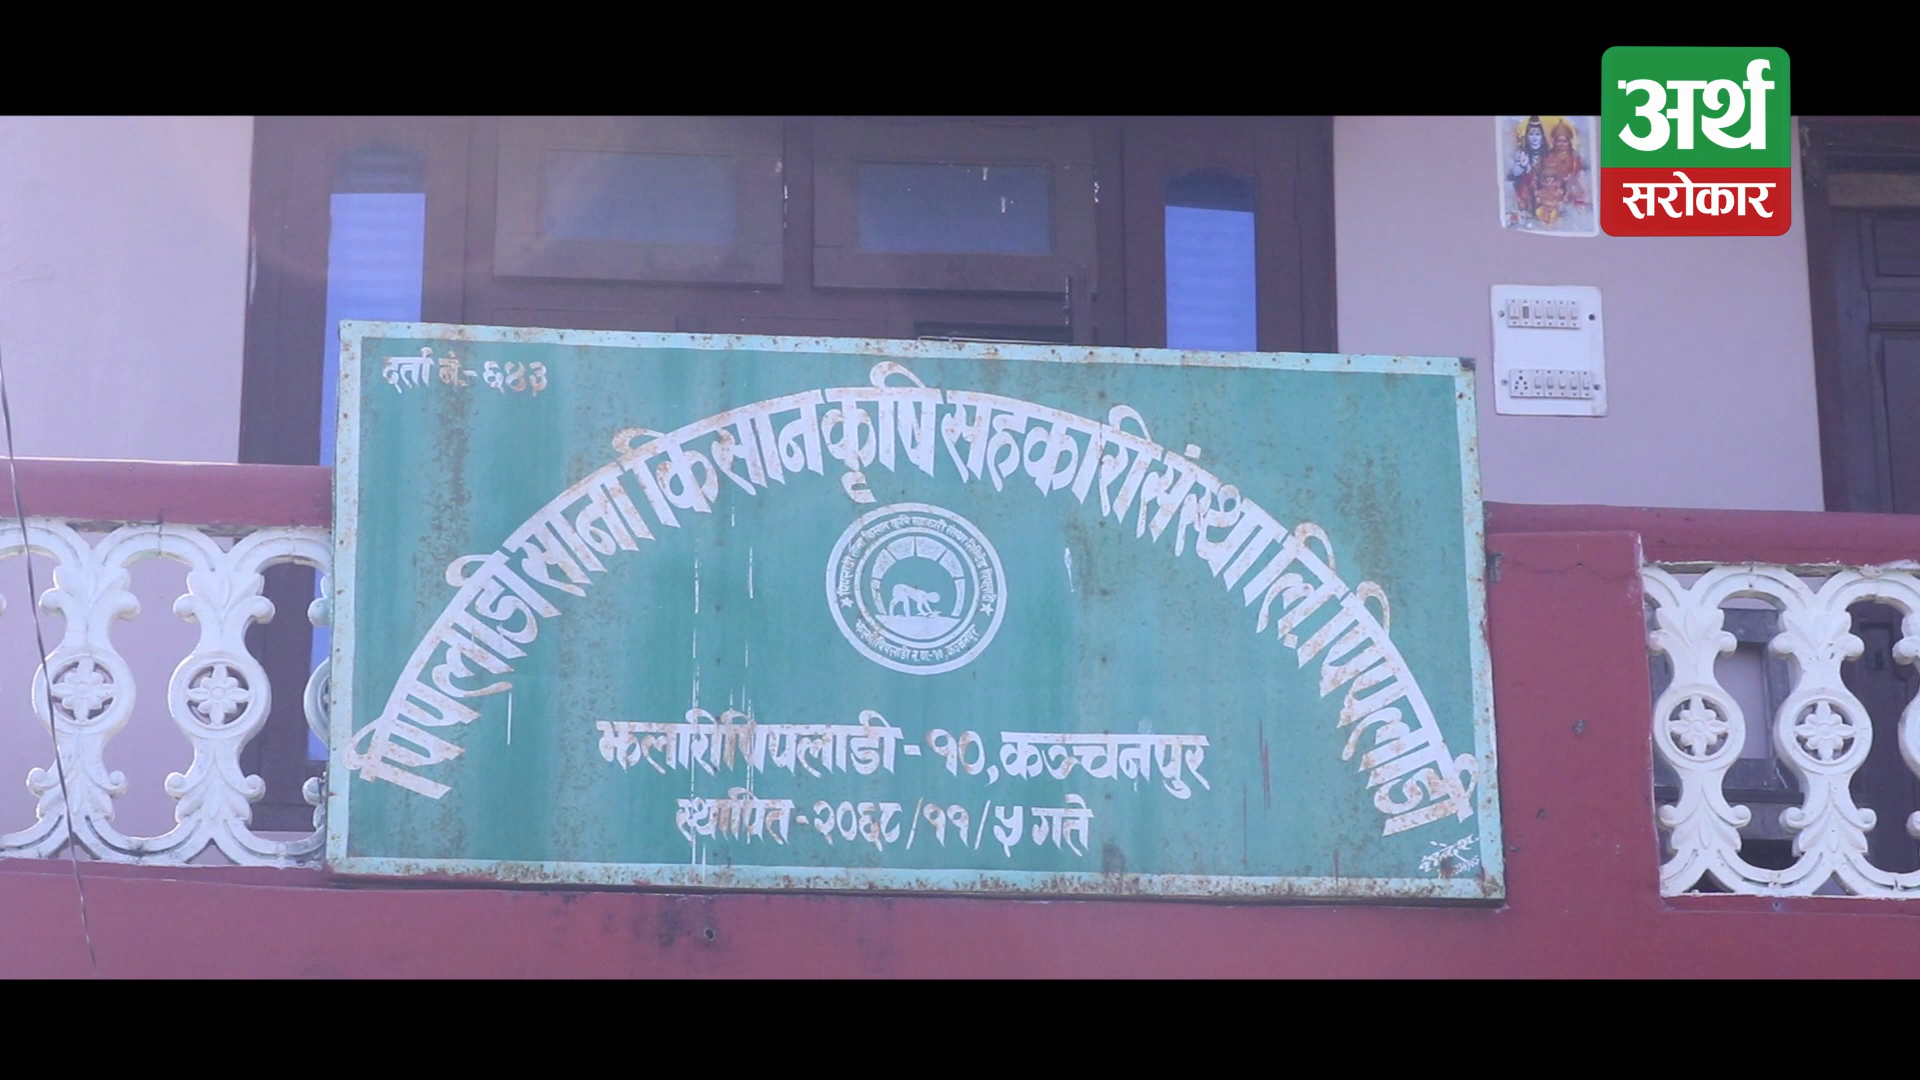 अर्थ
सरोकार
दर्ता नं.- ६४३
पिपलाडी साना किसान कृषि सहकारी संस्था लि. पिपलाडी
झलारीपिपलाडी - १०, कञ्चनपुर
स्थापित - २०६८/११/५ गते